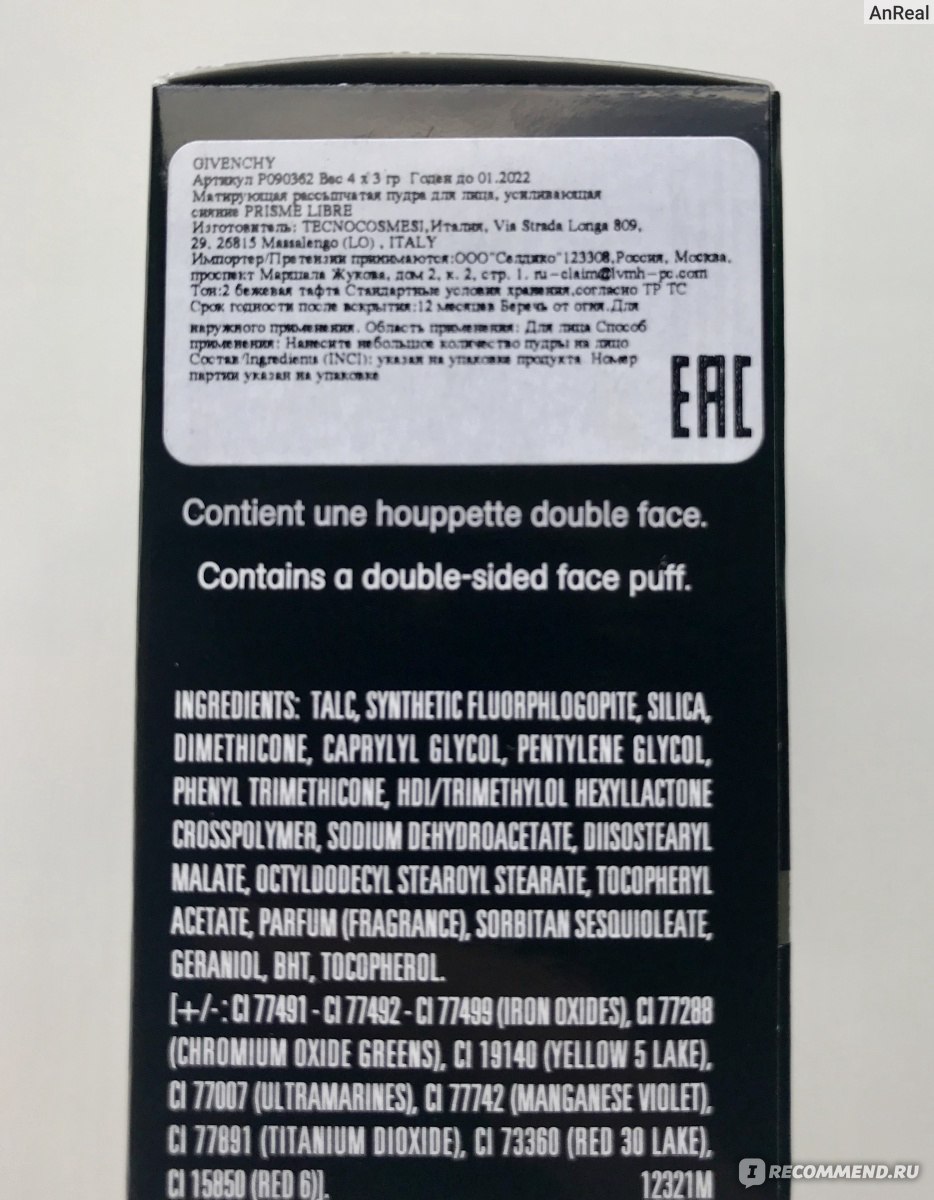 AnReal
GIVENCHY
Артикул P090362 Вес 4 x 3 гр Годен до 01.2022
Матирующая рассыпчатая пудра для лица, усиливающая
сияние PRISME LIBRE
Изготовитель: TECNOCOSMESI,Италия, Via Strada Longa 809,
29, 26815 Massalengo (LO) , ITALY
Импортер/Претензии принимаются:ООО"Селдико"123308,Россия, Москва,
проспект Маршала Жукова, дом 2, к. 2, стр. 1. ru-claim@lvmh-pc.com
Тон:2 бежевая тафта Стандартные условия хранения,согласно ТР ТС
Срок годности после вскрытия:12 месяцев Беречь от огня.Для
наружного применения. Область применения: Для лица Способ
применения: Нанесите небольшое количество пудры на лицо
Состав/Ingredients (INCI): указан на упаковке продукта Номер
партии указан на упаковке
EAC
Contient une houppette double face.
Contains a double-sided face puff.
INGREDIENTS: TALC, SYNTHETIC FLUORPHLOGOPITE, SILICA,
DIMETHICONE, CAPRYLYL GLYCOL, PENTYLENE GLYCOL,
PHENYL TRIMETHICONE, HDI/TRIMETHYLOL HEXYLLACTONE
CROSSPOLYMER, SODIUM DEHYDROACETATE, DIISOSTEARYL
MALATE, OCTYLDODECYL STEAROYL STEARATE, TOCOPHERYL
ACETATE, PARFUM (FRAGRANCE), SORBITAN SESQUIOLEATE,
GERANIOL, BHT, TOCOPHEROL.
[+/-: CI 77491 - CI 77492 - CI 77499 (IRON OXIDES), CI 77288
(CHROMIUM OXIDE GREENS), CI 19140 (YELLOW 5 LAKE),
CI 77007 (ULTRAMARINES), CI 77742 (MANGANESE VIOLET),
CI 77891 (TITANIUM DIOXIDE), CI 73360 (RED 30 LAKE),
CI 15850 (RED 6)]. 12321M
I RECOMMEND.RU